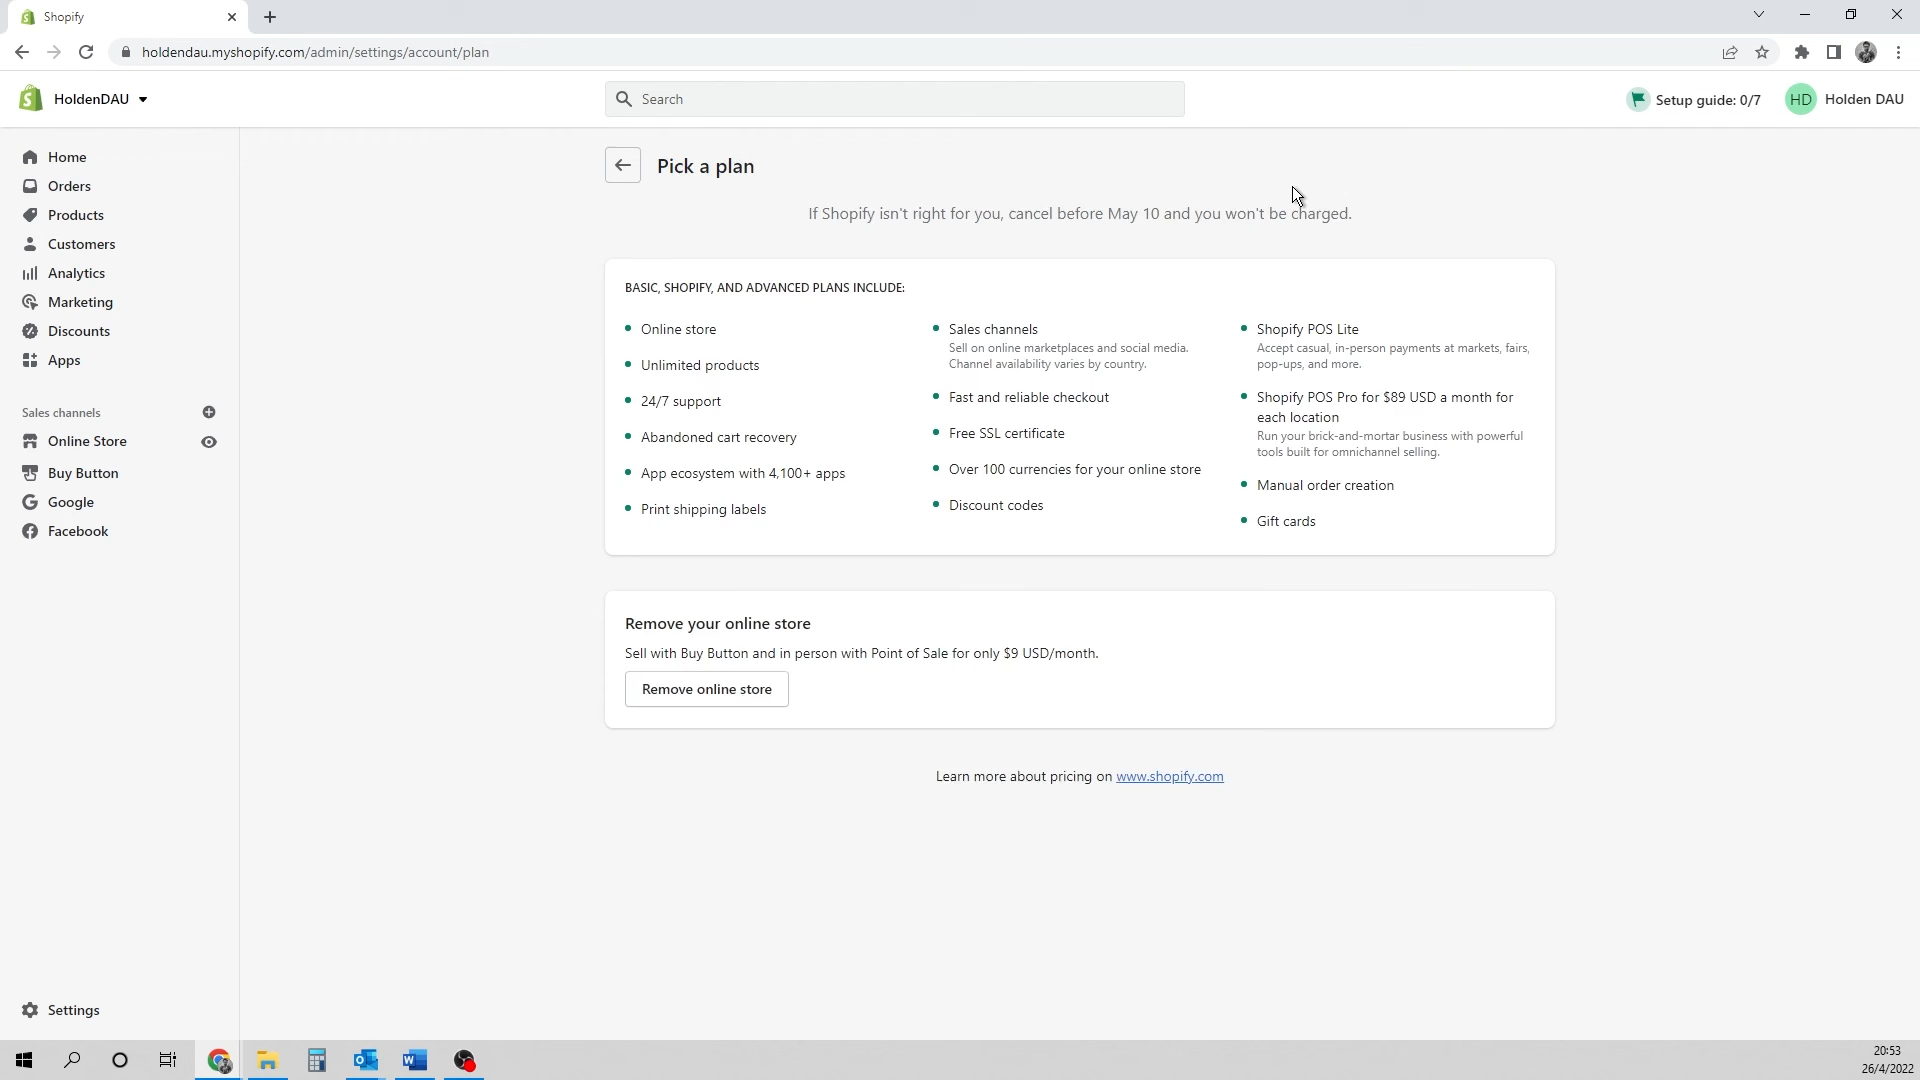 Shopify
holdendau.myshopify.com/admin/settings/account/plan
HoldenDAU
Search
Setup guide: 0/7
HD
Holden DAU
Home
Orders
Products
Customers
Analytics
Marketing
Discounts
Apps
Sales channels
Online Store
Buy Button
Google
Facebook
Settings
Pick a plan
If Shopify isn't right for you, cancel before May 10 and you won't be charged.
BASIC, SHOPIFY, AND ADVANCED PLANS INCLUDE:
Online store
Unlimited products
24/7 support
Abandoned cart recovery
App ecosystem with 4,100+ apps
Print shipping labels
Sales channels
Sell on online marketplaces and social media.
Channel availability varies by country.
Fast and reliable checkout
Free SSL certificate
Over 100 currencies for your online store
Discount codes
Shopify POS Lite
Accept casual, in-person payments at markets, fairs,
pop-ups, and more.
Shopify POS Pro for $89 USD a month for
each location
Run your brick-and-mortar business with powerful
tools built for omnichannel selling.
Manual order creation
Gift cards
Remove your online store
Sell with Buy Button and in person with Point of Sale for only $9 USD/month.
Remove online store
Learn more about pricing on www.shopify.com
20:53
26/4/2022